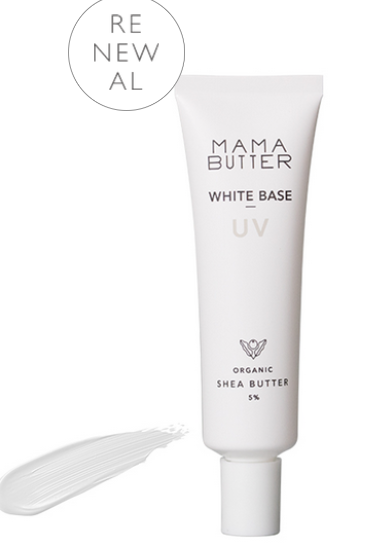 RE
NEW
AL
MAMA
BUTTER
WHITE BASE
UV
ORGANIC
SHEA BUTTER
5%